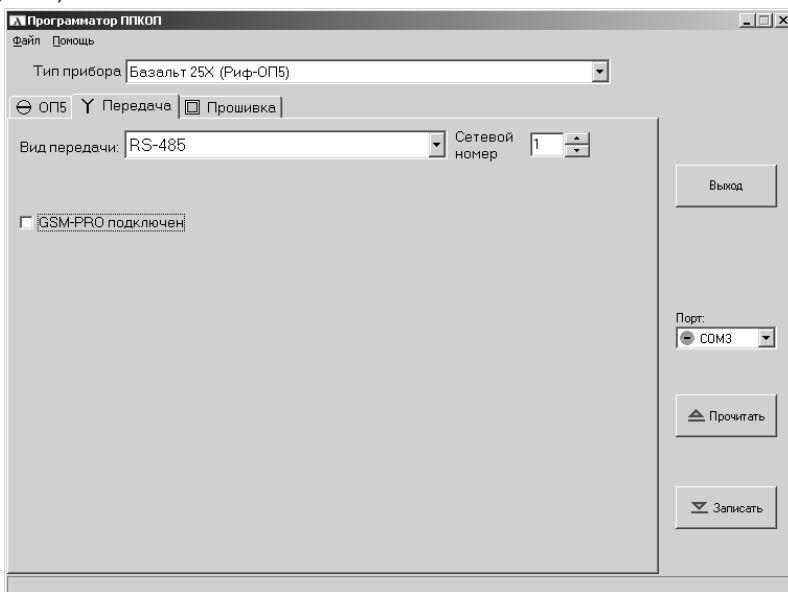 Программатор ППКОП
Файл Помощь
Тип прибора Базальт 25X (Риф-ОП5)
ОП5 Передача Прошивка
Вид передачи: RS-485 Сетевой номер 1
GSM-PRO подключен
Выход
Порт:
COM3
Прочитать
Записать